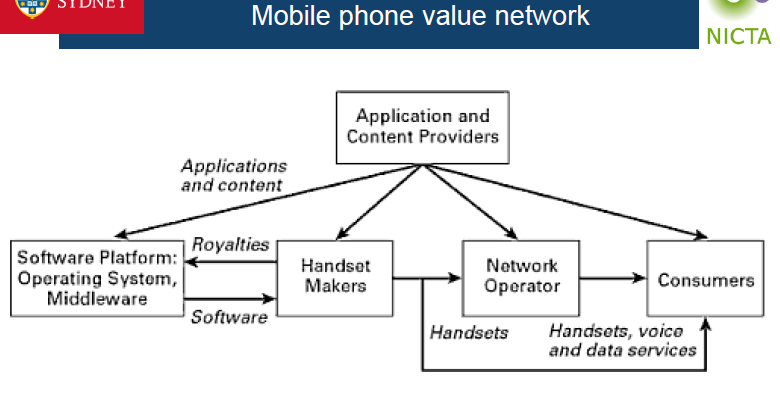 SYDNEY
Mobile phone value network
NICTA
Application and
Content Providers
Applications
and content
Software Platform:
Operating System,
Middleware
Royalties
Software
Handset
Makers
Network
Operator
Consumers
Handsets
Handsets, voice
and data services